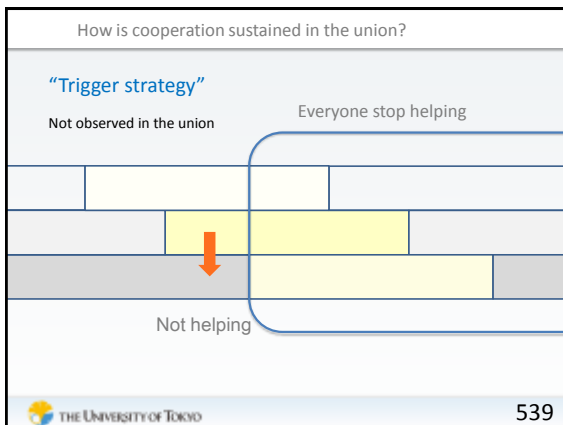 How is cooperation sustained in the union?
“Trigger strategy”
Everyone stop helping
Not observed in the union
Not helping
THE UNIVERSITY OF TOKYO
539